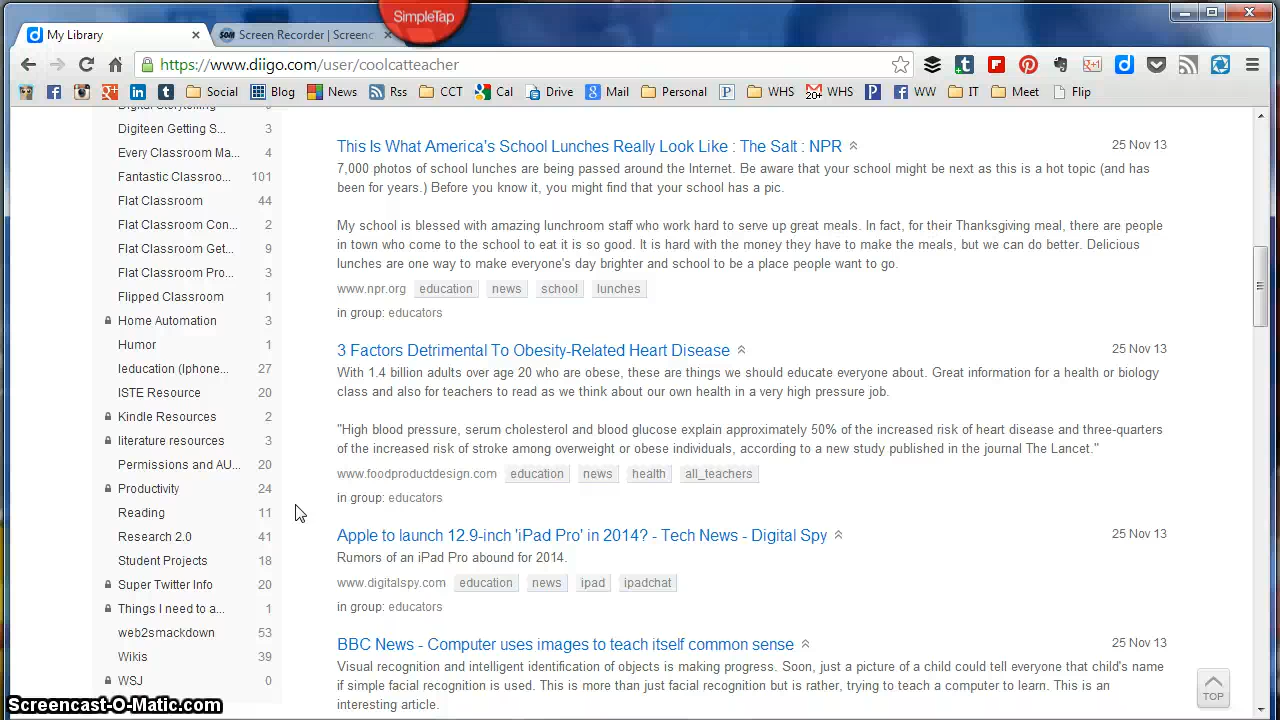 SimpleTap
My Library
Screen Recorder | Screenc
https://www.diigo.com/user/coolcatteacher
Social Blog News Rss CCT Cal Drive Mail Personal WHS WHS WW IT Meet Flip
Digital Storytelling
Digiteen Getting S... 3
Every Classroom Ma... 4
Fantastic Classroo... 101
Flat Classroom 44
Flat Classroom Con... 2
Flat Classroom Get... 9
Flat Classroom Pro... 3
Flipped Classroom 1
Home Automation 3
Humor 1
Ieducation (Iphone... 27
ISTE Resource 20
Kindle Resources 2
literature resources 3
Permissions and AU... 20
Productivity 24
Reading 11
Research 2.0 41
Student Projects 18
Super Twitter Info 20
Things I need to a... 1
web2smackdown 53
Wikis 39
WSJ 0
This Is What America's School Lunches Really Look Like : The Salt : NPR 25 Nov 13
7,000 photos of school lunches are being passed around the Internet. Be aware that your school might be next as this is a hot topic (and has
been for years.) Before you know it, you might find that your school has a pic.
My school is blessed with amazing lunchroom staff who work hard to serve up great meals. In fact, for their Thanksgiving meal, there are people
in town who come to the school to eat it is so good. It is hard with the money they have to make the meals, but we can do better. Delicious
lunches are one way to make everyone's day brighter and school to be a place people want to go.
www.npr.org education news school lunches
in group: educators
3 Factors Detrimental To Obesity-Related Heart Disease 25 Nov 13
With 1.4 billion adults over age 20 who are obese, these are things we should educate everyone about. Great information for a health or biology
class and also for teachers to read as we think about our own health in a very high pressure job.
"High blood pressure, serum cholesterol and blood glucose explain approximately 50% of the increased risk of heart disease and three-quarters
of the increased risk of stroke among overweight or obese individuals, according to a new study published in the journal The Lancet."
www.foodproductdesign.com education news health all_teachers
in group: educators
Apple to launch 12.9-inch 'iPad Pro' in 2014? - Tech News - Digital Spy 25 Nov 13
Rumors of an iPad Pro abound for 2014.
www.digitalspy.com education news ipad ipadchat
in group: educators
BBC News - Computer uses images to teach itself common sense 25 Nov 13
Visual recognition and intelligent identification of objects is making progress. Soon, just a picture of a child could tell everyone that child's name
if simple facial recognition is used. This is more than just facial recognition but is rather, trying to teach a computer to learn. This is an
interesting article.
TOP
Screencast-O-Matic.com